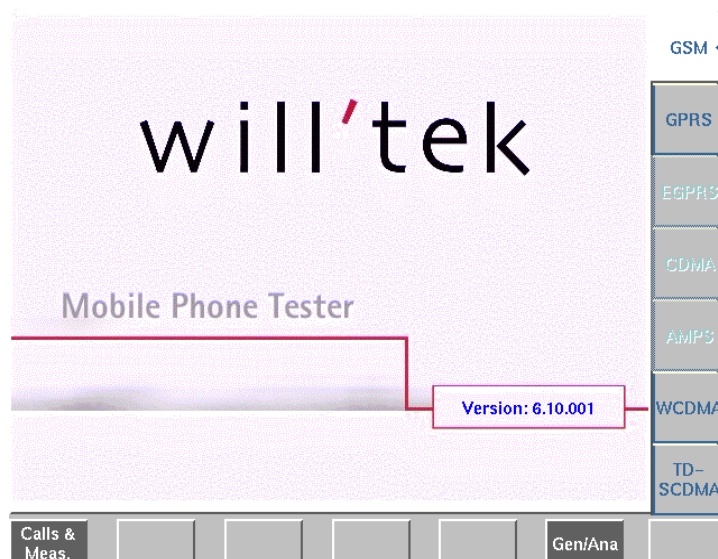 will'tek
Mobile Phone Tester
Version: 6.10.001
GSM
GPRS
EGPRS
CDMA
AMPS
WCDMA
TD-
SCDMA
Calls &
Meas.
Gen/Ana